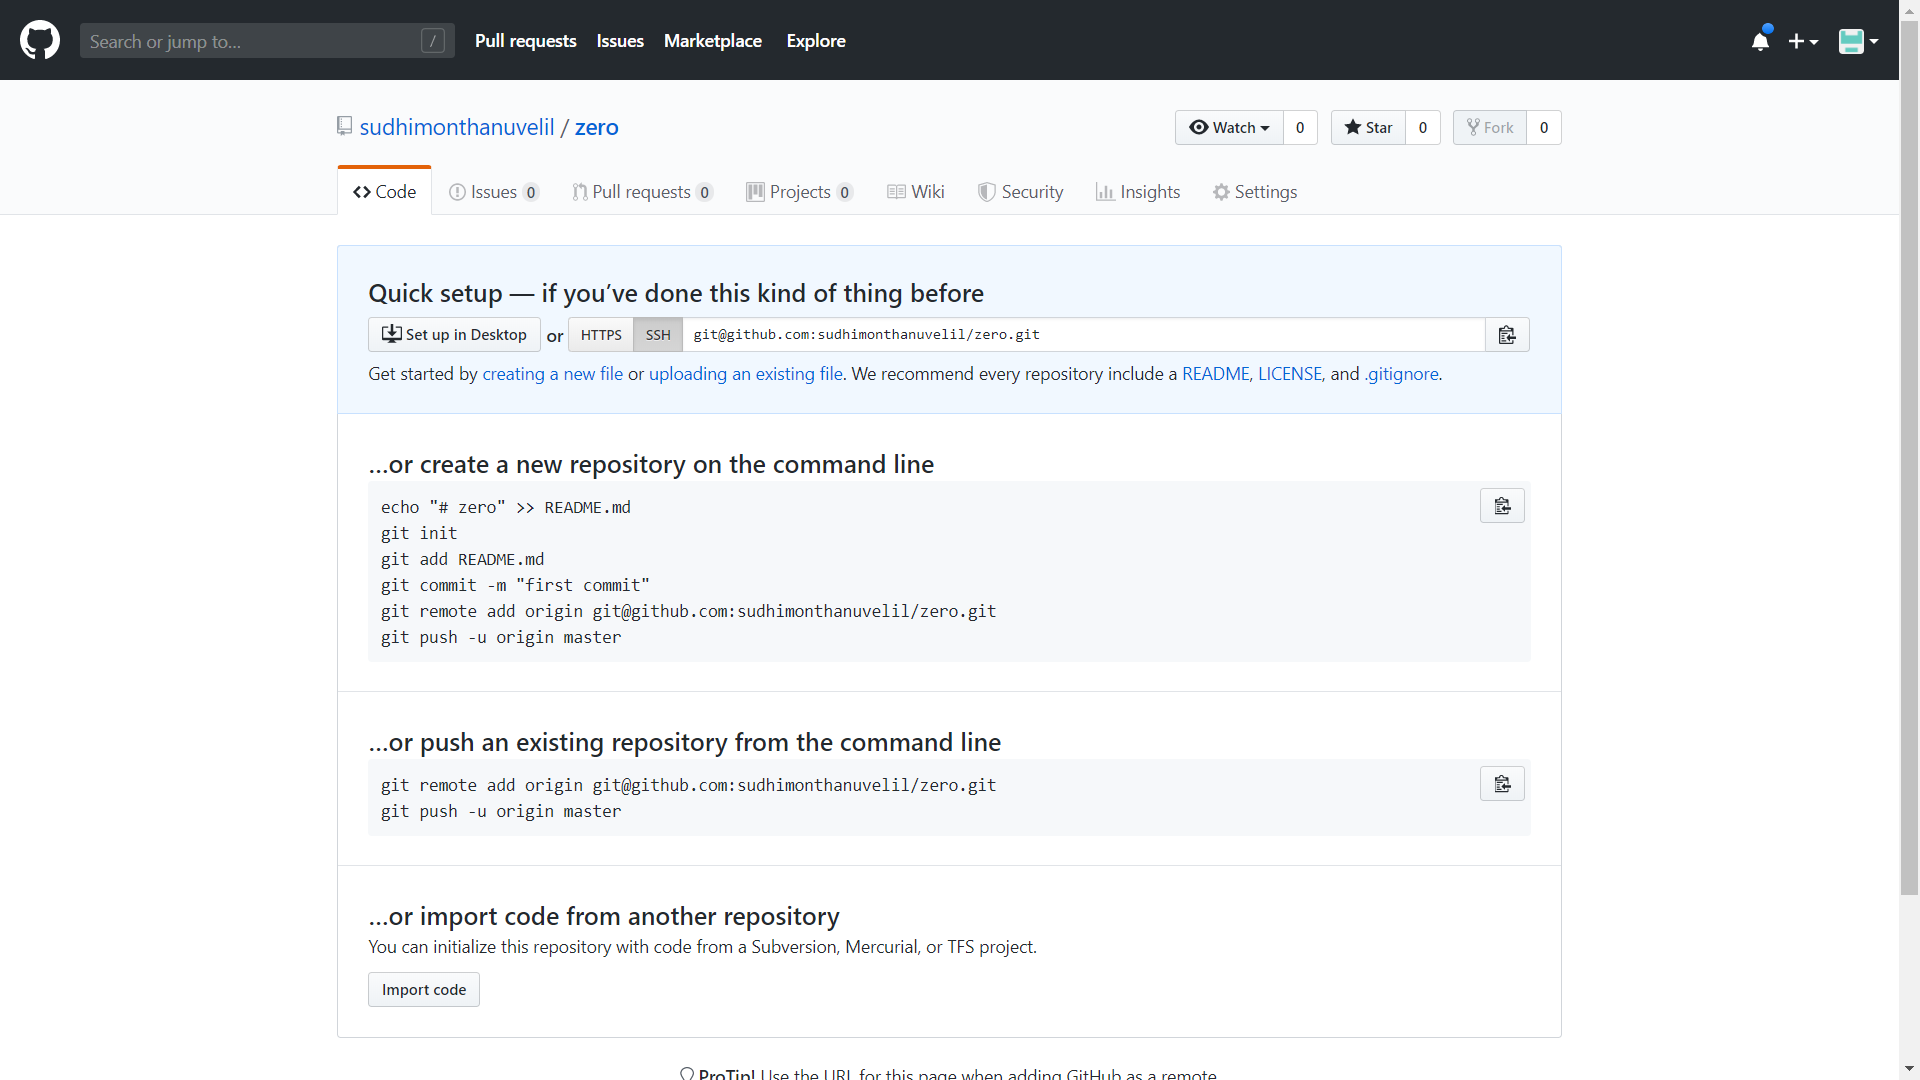 Search or jump to... /
Pull requests Issues Marketplace Explore
sudhimonthanuvelil / zero
Watch 0 Star 0 Fork 0
Code Issues 0 Pull requests 0 Projects 0 Wiki Security Insights Settings
Quick setup — if you’ve done this kind of thing before
Set up in Desktop or HTTPS SSH git@github.com:sudhimonthanuvelil/zero.git
Get started by creating a new file or uploading an existing file. We recommend every repository include a README, LICENSE, and .gitignore.
…or create a new repository on the command line
echo "# zero" >> README.md
git init
git add README.md
git commit -m "first commit"
git remote add origin git@github.com:sudhimonthanuvelil/zero.git
git push -u origin master
…or push an existing repository from the command line
git remote add origin git@github.com:sudhimonthanuvelil/zero.git
git push -u origin master
…or import code from another repository
You can initialize this repository with code from a Subversion, Mercurial, or TFS project.
Import code
ProTip! Use the URL for this page when adding GitHub as a remote.